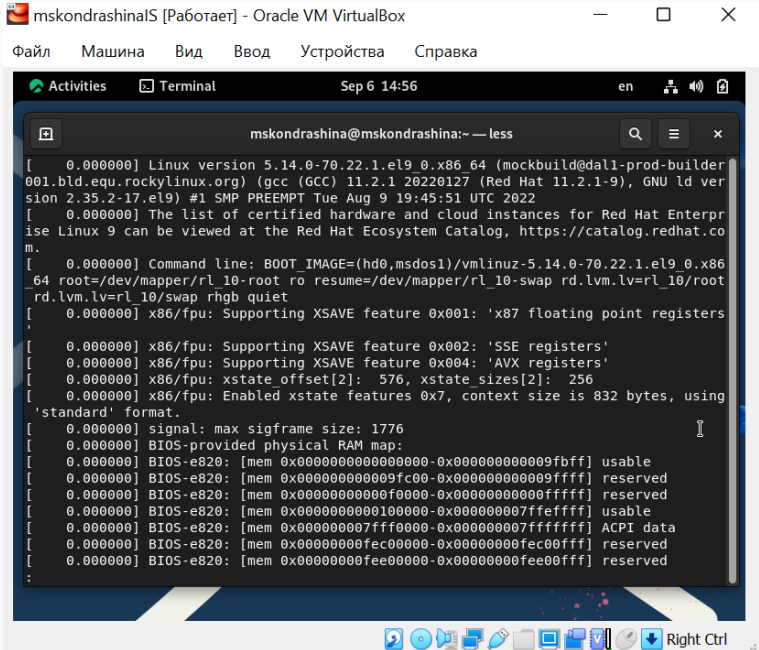 mskondrashinaIS [Работает] - Oracle VM VirtualBox
Файл Машина Вид Ввод Устройства Справка
Activities Terminal Sep 6 14:56 en
mskondrashina@mskondrashina:~ — less
[    0.000000] Linux version 5.14.0-70.22.1.el9_0.x86_64 (mockbuild@dal1-prod-builder
001.bld.equ.rockylinux.org) (gcc (GCC) 11.2.1 20220127 (Red Hat 11.2.1-9), GNU ld ver
sion 2.35.2-17.el9) #1 SMP PREEMPT Tue Aug 9 19:45:51 UTC 2022
[    0.000000] The list of certified hardware and cloud instances for Red Hat Enterpr
ise Linux 9 can be viewed at the Red Hat Ecosystem Catalog, https://catalog.redhat.co
m.
[    0.000000] Command line: BOOT_IMAGE=(hd0,msdos1)/vmlinuz-5.14.0-70.22.1.el9_0.x86
_64 root=/dev/mapper/rl_10-root ro resume=/dev/mapper/rl_10-swap rd.lvm.lv=rl_10/root
 rd.lvm.lv=rl_10/swap rhgb quiet
[    0.000000] x86/fpu: Supporting XSAVE feature 0x001: 'x87 floating point registers
'
[    0.000000] x86/fpu: Supporting XSAVE feature 0x002: 'SSE registers'
[    0.000000] x86/fpu: Supporting XSAVE feature 0x004: 'AVX registers'
[    0.000000] x86/fpu: xstate_offset[2]:  576, xstate_sizes[2]:  256
[    0.000000] x86/fpu: Enabled xstate features 0x7, context size is 832 bytes, using
 'standard' format.
[    0.000000] signal: max sigframe size: 1776
[    0.000000] BIOS-provided physical RAM map:
[    0.000000] BIOS-e820: [mem 0x0000000000000000-0x000000000009fbff] usable
[    0.000000] BIOS-e820: [mem 0x000000000009fc00-0x000000000009ffff] reserved
[    0.000000] BIOS-e820: [mem 0x00000000000f0000-0x00000000000fffff] reserved
[    0.000000] BIOS-e820: [mem 0x0000000000100000-0x000000007ffeffff] usable
[    0.000000] BIOS-e820: [mem 0x000000007fff0000-0x000000007fffffff] ACPI data
[    0.000000] BIOS-e820: [mem 0x00000000fec00000-0x00000000fec00fff] reserved
[    0.000000] BIOS-e820: [mem 0x00000000fee00000-0x00000000fee00fff] reserved
:
Right Ctrl